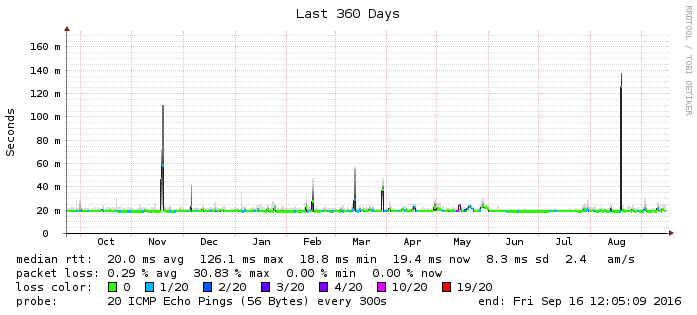 Last 360 Days
RRDTOOL / TOBI OETIKER
Seconds
160 m
140 m
120 m
100 m
80 m
60 m
40 m
20 m
0
Oct Nov Dec Jan Feb Mar Apr May Jun Jul Aug
median rtt: 20.0 ms avg 126.1 ms max 18.8 ms min 19.4 ms now 8.3 ms sd 2.4 am/s
packet loss: 0.29 % avg 30.83 % max 0.00 % min 0.00 % now
loss color: 0 1/20 2/20 3/20 4/20 10/20 19/20
probe: 20 ICMP Echo Pings (56 Bytes) every 300s end: Fri Sep 16 12:05:09 2016